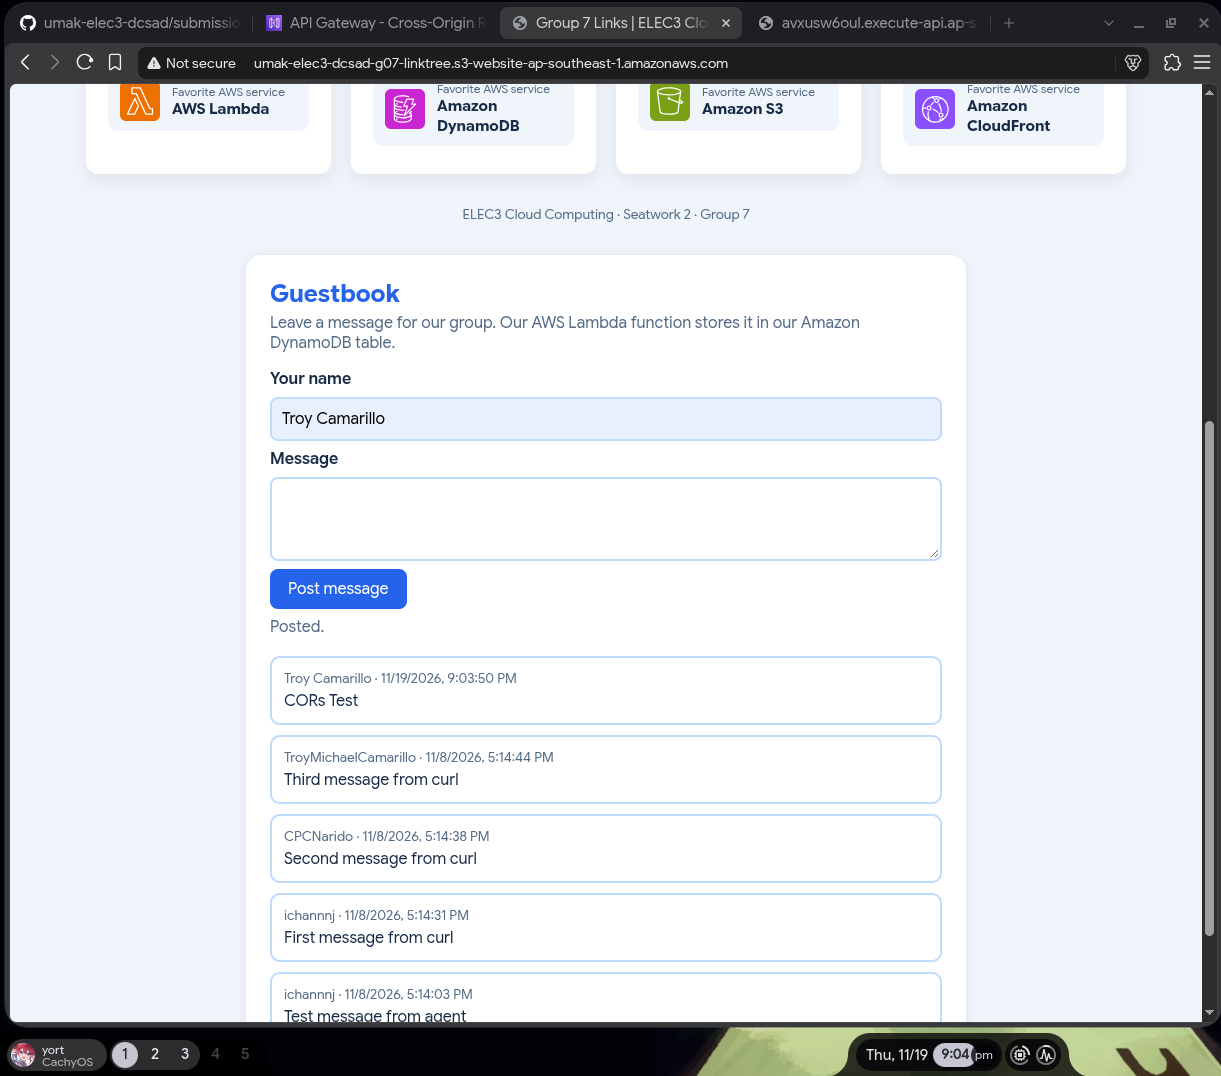 umak-elec3-dcsad/submissio
API Gateway - Cross-Origin R
Group 7 Links | ELEC3 Clo
avxusw6oul.execute-api.ap-s
Not secure
umak-elec3-dcsad-g07-linktree.s3-website-ap-southeast-1.amazonaws.com
Favorite AWS service
AWS Lambda
Favorite AWS service
Amazon
DynamoDB
Favorite AWS service
Amazon S3
Favorite AWS service
Amazon
CloudFront
ELEC3 Cloud Computing · Seatwork 2 · Group 7
Guestbook
Leave a message for our group. Our AWS Lambda function stores it in our Amazon
DynamoDB table.
Your name
Troy Camarillo
Message
Post message
Posted.
Troy Camarillo · 11/19/2026, 9:03:50 PM
CORs Test
TroyMichaelCamarillo · 11/8/2026, 5:14:44 PM
Third message from curl
CPCNarido · 11/8/2026, 5:14:38 PM
Second message from curl
ichannnj · 11/8/2026, 5:14:31 PM
First message from curl
ichannnj · 11/8/2026, 5:14:03 PM
Test message from agent
yort
CachyOS
1 2 3 4 5
Thu, 11/19 9:04 pm